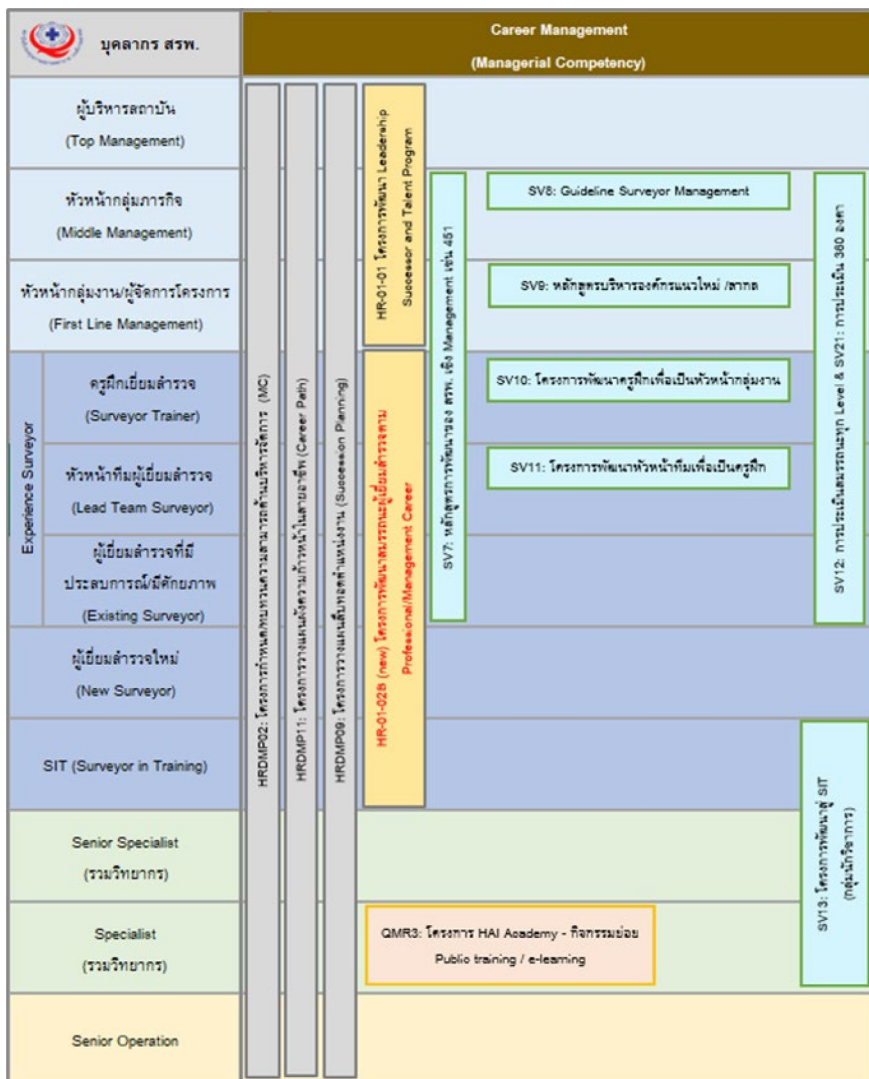 บุคลากร สรพ.
Career Management
(Managerial Competency)
ผู้บริหารสถาบัน
(Top Management)
หัวหน้ากลุ่มภารกิจ
(Middle Management)
หัวหน้ากลุ่มงาน/ผู้จัดการโครงการ
(First Line Management)
Experience Surveyor
ครูฝึกเยี่ยมสำรวจ
(Surveyor Trainer)
หัวหน้าทีมผู้เยี่ยมสำรวจ
(Lead Team Surveyor)
ผู้เยี่ยมสำรวจที่มี
ประสบการณ์/มีศักยภาพ
(Existing Surveyor)
ผู้เยี่ยมสำรวจใหม่
(New Surveyor)
SIT (Surveyor in Training)
Senior Specialist
(รวมวิทยากร)
Specialist
(รวมวิทยากร)
Senior Operation
HRDMP02: โครงการกำหนด/ทบทวนความสามารถด้านบริหารจัดการ (MC)
HRDMP11: โครงการวางแผนผังความก้าวหน้าในสายอาชีพ (Career Path)
HRDMP09: โครงการวางแผนสืบทอดตำแหน่งงาน (Succession Planning)
HR-01-01 โครงการพัฒนา Leadership
Successor and Talent Program
HR-01-02B (new) โครงการพัฒนาสมรรถนะผู้เยี่ยมสำรวจตาม
Professional/Management Career
SV7: หลักสูตรการพัฒนาของ สรพ. เชิง Management เช่น 451
SV8: Guideline Surveyor Management
SV9: หลักสูตรบริหารองค์กรแนวใหม่ /สากล
SV10: โครงการพัฒนาครูฝึกเพื่อเป็นหัวหน้ากลุ่มงาน
SV11: โครงการพัฒนาหัวหน้าทีมเพื่อเป็นครูฝึก
SV12: การประเมินสมรรถนะทุก Level & SV21: การประเมิน 360 องศา
SV13: โครงการพัฒนาสู่ SIT
(กลุ่มนักวิชาการ)
QMR3: โครงการ HAI Academy - กิจกรรมย่อย
Public training / e-learning